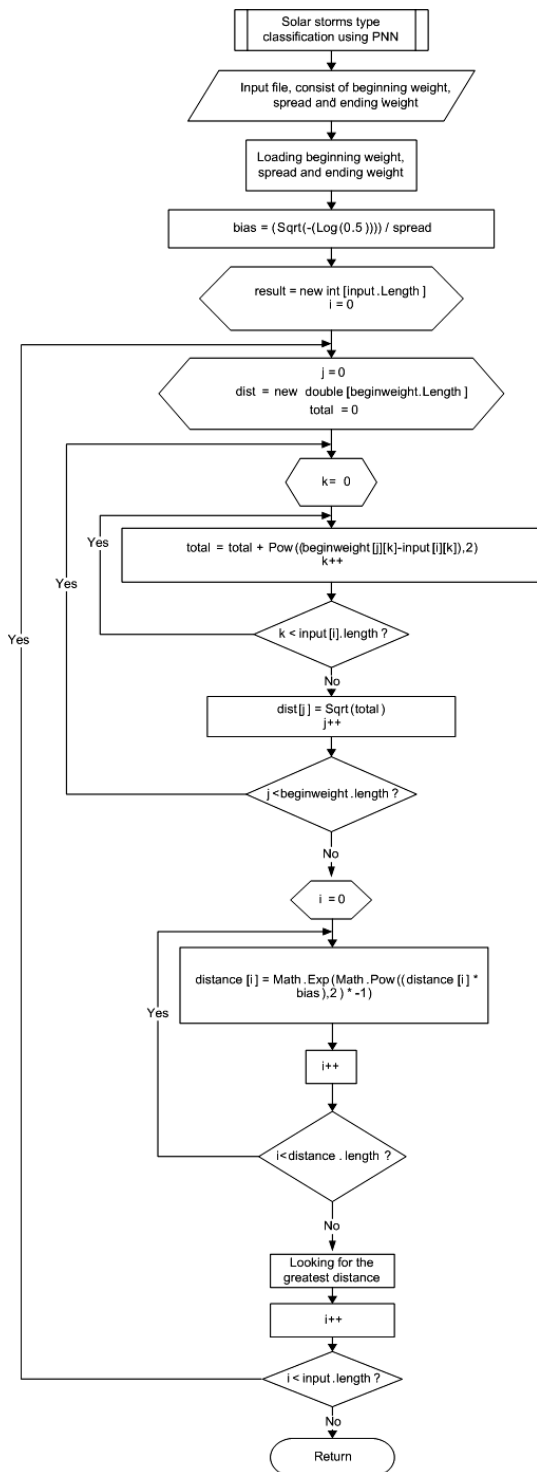 Solar storms type
classification using PNN
Input file, consist of beginning weight,
spread and ending weight
Loading beginning weight,
spread and ending weight
bias = (Sqrt(-(Log(0.5)))) / spread
result = new int [input.Length]
i = 0
j = 0
dist = new double [beginweight.Length]
total = 0
k = 0
Yes
total = total + Pow((beginweight[j][k]-input[i][k]),2)
k++
Yes
Yes
k < input[i].length ?
No
dist[j] = Sqrt(total)
j++
j <beginweight.length ?
No
i = 0
distance [i] = Math.Exp(Math.Pow((distance [i] *
bias),2) * -1)
Yes
i++
i<distance . length ?
No
Looking for the
greatest distance
i++
i < input.length ?
No
Return